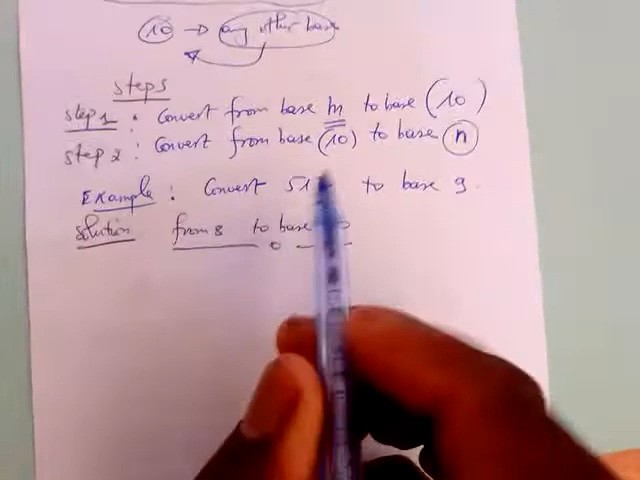 10 → any other base
steps
step 1 : Convert from base m to base (10)
step 2 : Convert from base (10) to base n
Example : Convert 51 to base 9.
solution from 8 to base